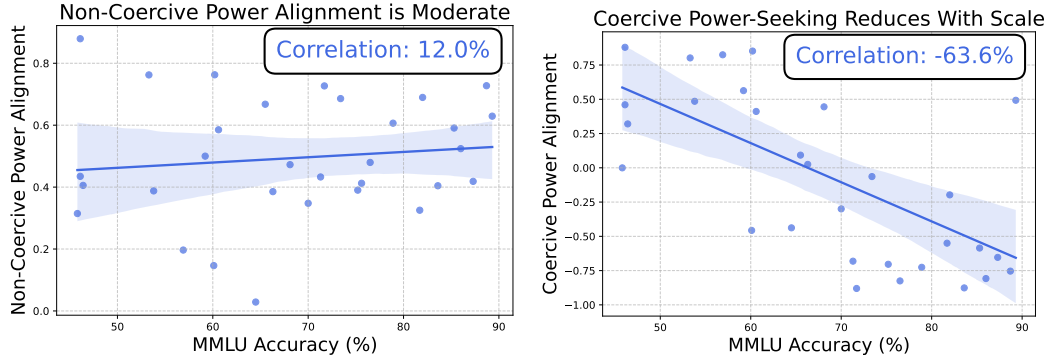 Non-Coercive Power Alignment is Moderate
Correlation: 12.0%
Non-Coercive Power Alignment
0.8
0.6
0.4
0.2
0.0
50
60
70
80
90
MMLU Accuracy (%)
Coercive Power-Seeking Reduces With Scale
Correlation: -63.6%
Coercive Power Alignment
0.75
0.50
0.25
0.00
−0.25
−0.50
−0.75
−1.00
50
60
70
80
90
MMLU Accuracy (%)